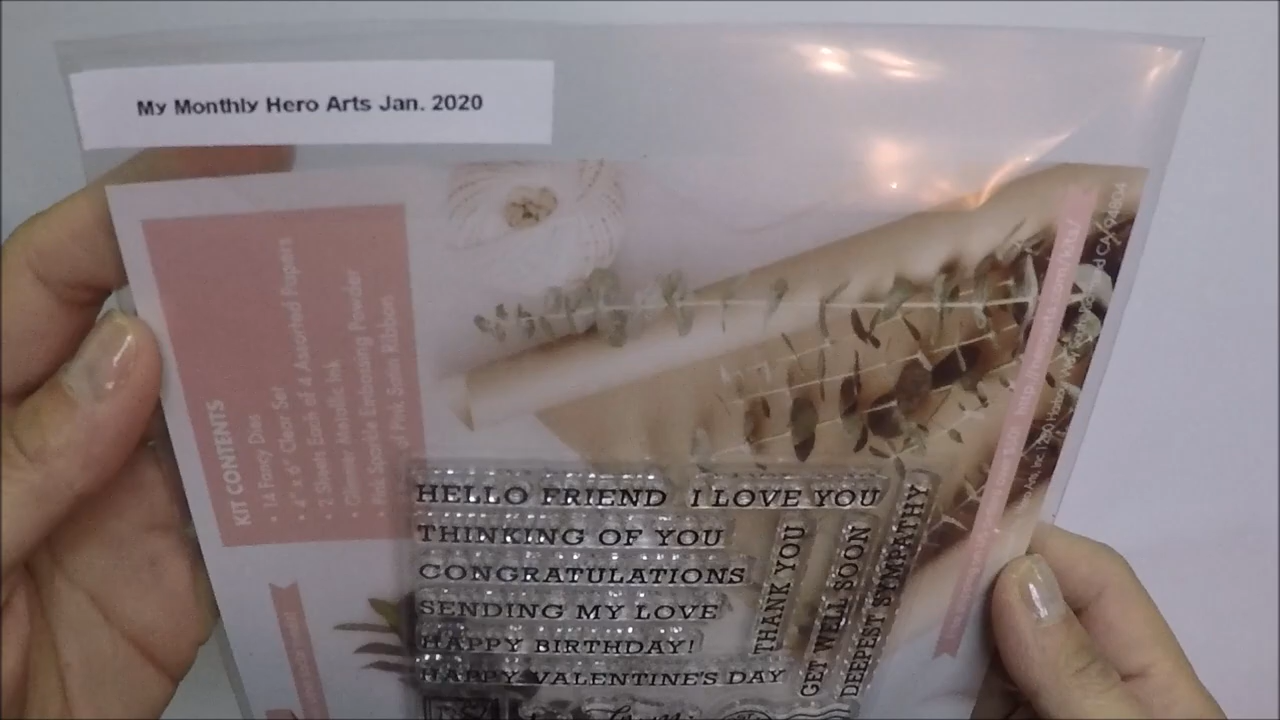 My Monthly Hero Arts Jan. 2020
KIT CONTENTS
• 14 Fancy Dies
• 4" x 6" Clear Set
• 2 Sheets Each of 4 Assorted Papers
Metallic Ink
• Pink Sparkle Embossing Powder
of Pink Satin Ribbon
HELLO FRIEND I LOVE YOU
THINKING OF YOU
CONGRATULATIONS
SENDING MY LOVE
HAPPY BIRTHDAY!
HAPPY VALENTINE'S DAY
THANK YOU
GET WELL SOON
DEEPEST SYMPATHY
CA 94804